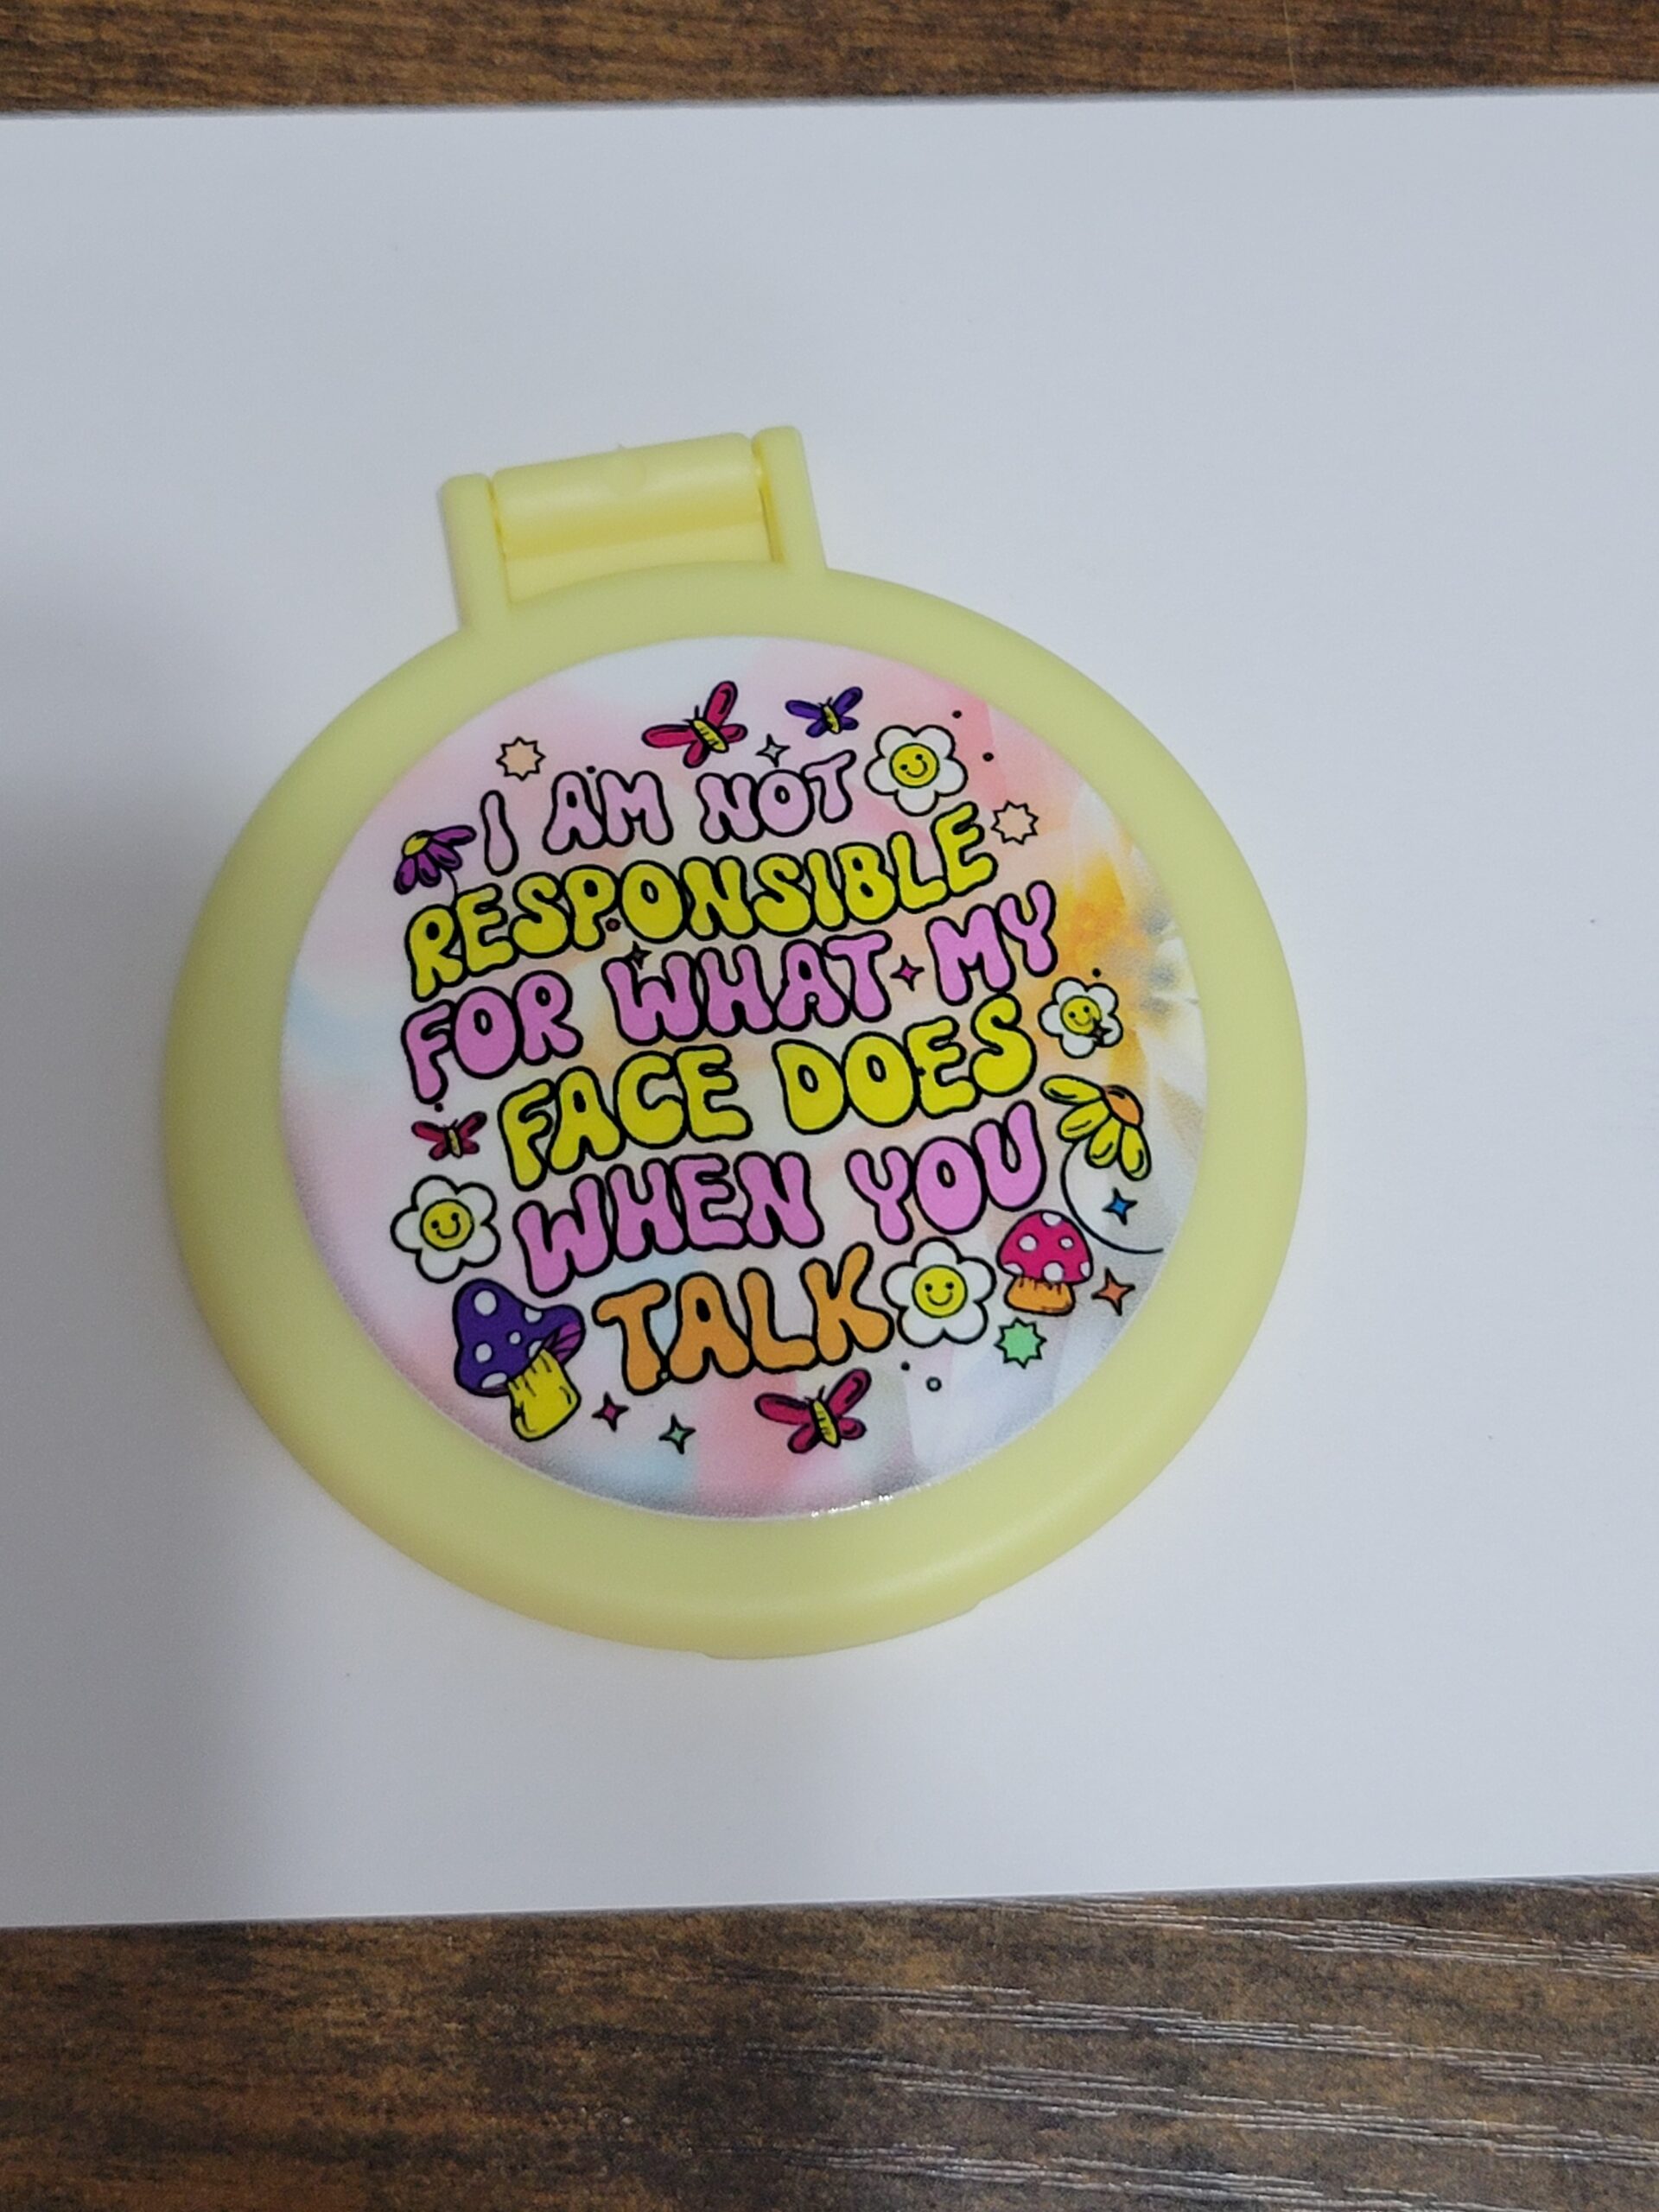 I AM NOT
RESPONSIBLE
FOR WHAT MY
FACE DOES
WHEN YOU
TALK